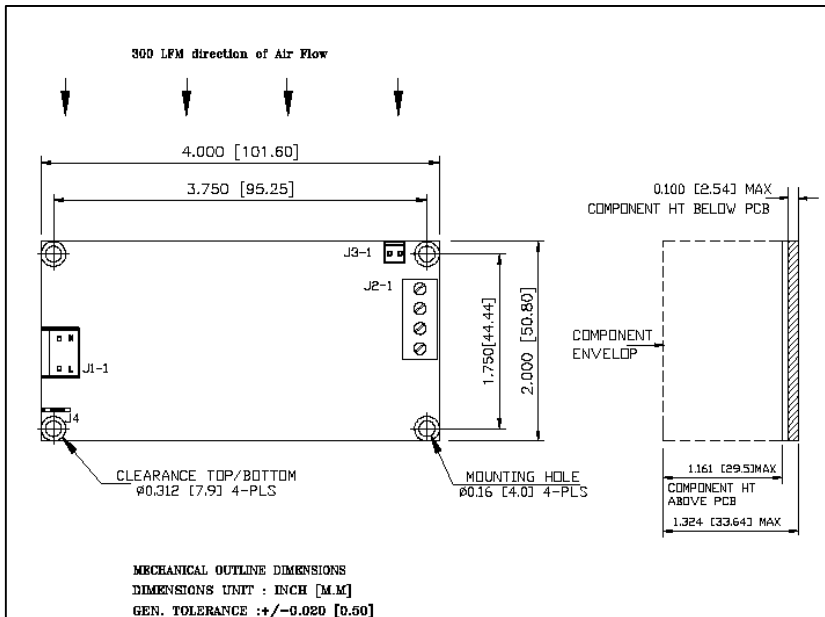 300 LFM direction of Air Flow
4.000 [101.60]
3.750 [95.25]
0.100 [2.54] MAX
COMPONENT HT BELOW PCB
J3-1
J2-1
1.750[44.44]
2.000 [50.80]
COMPONENT
ENVELOP
N
L
J1-1
J4
CLEARANCE TOP/BOTTOM
Ø0.312 [7.9] 4-PLS
MOUNTING HOLE
Ø0.16 [4.0] 4-PLS
1.161 [29.5]MAX
COMPONENT HT
ABOVE PCB
1.324 [33.64] MAX
MECHANICAL OUTLINE DIMENSIONS
DIMENSIONS UNIT : INCH [M.M]
GEN. TOLERANCE :+/-0.020 [0.50]